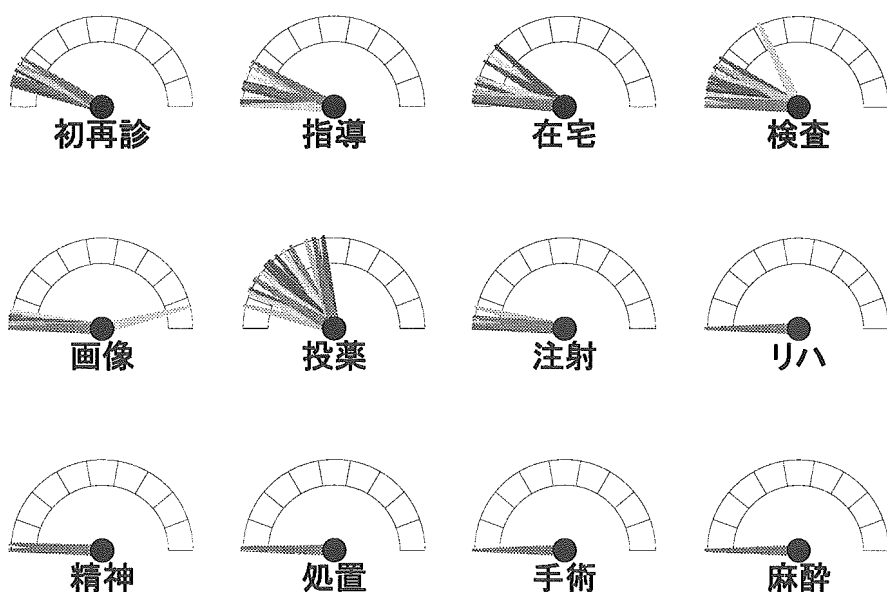 初再診
指導
在宅
検査
画像
投薬
注射
リハ
精神
処置
手術
麻酔